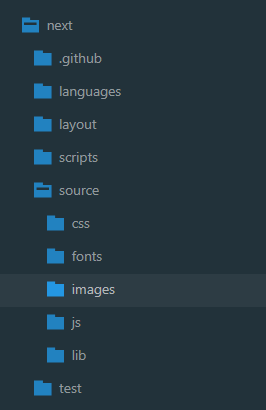 next
.github
languages
layout
scripts
source
css
fonts
images
js
lib
test